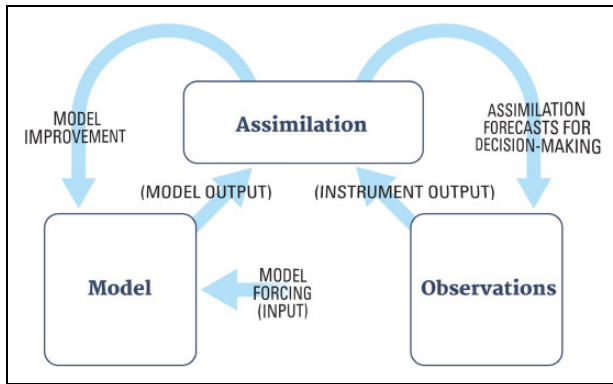 Assimilation
MODEL
IMPROVEMENT
ASSIMILATION
FORECASTS FOR
DECISION-MAKING
(MODEL OUTPUT)
(INSTRUMENT OUTPUT)
Model
MODEL
FORCING
(INPUT)
Observations